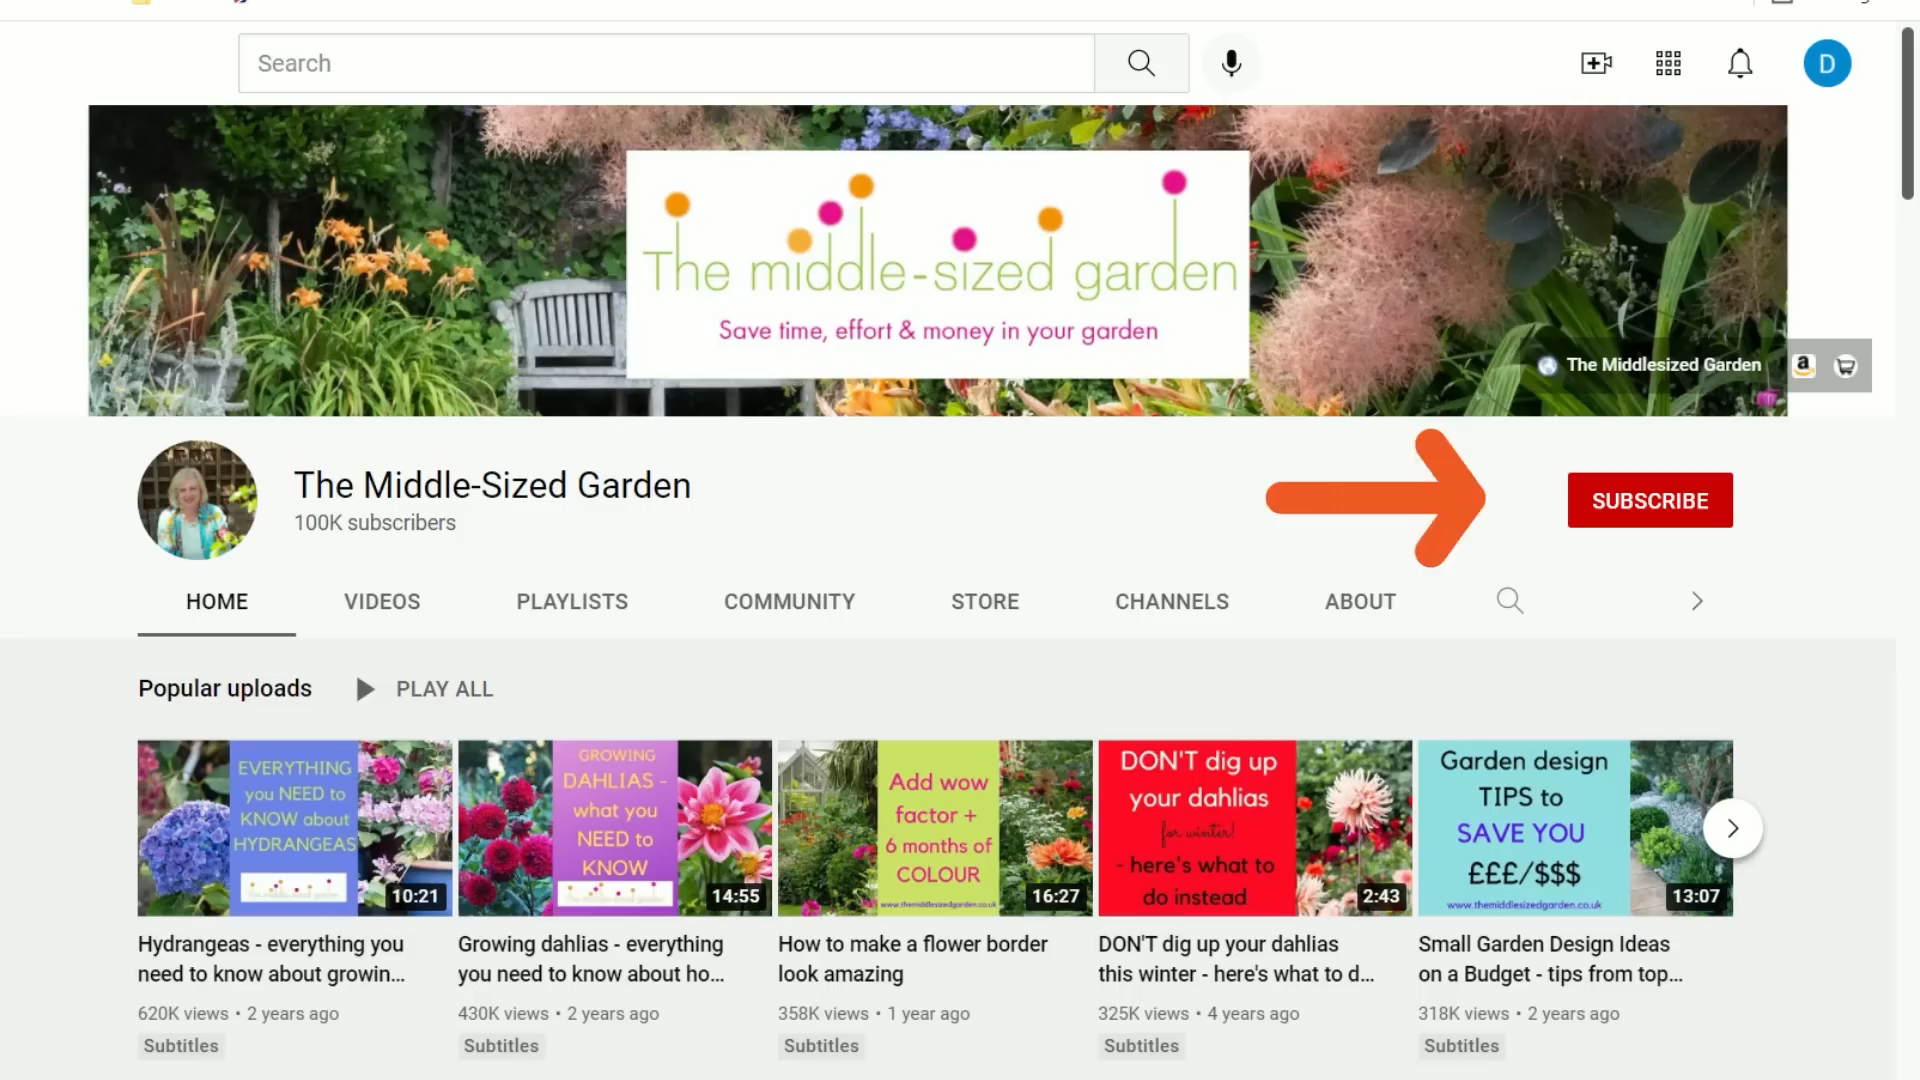 Search
D
The middle-sized garden
Save time, effort & money in your garden
The Middlesized Garden
The Middle-Sized Garden
100K subscribers
SUBSCRIBE
HOME VIDEOS PLAYLISTS COMMUNITY STORE CHANNELS ABOUT
Popular uploads PLAY ALL
EVERYTHING
you NEED to
KNOW about
HYDRANGEAS
10:21
GROWING
DAHLIAS -
what you
NEED to
KNOW
14:55
Add wow
factor +
6 months of
COLOUR
www.themiddlesizedgarden.co.uk
16:27
DON'T dig up
your dahlias
for winter!
- here's what to
do instead
2:43
Garden design
TIPS to
SAVE YOU
£££/$$$
www.themiddlesizedgarden.co.uk
13:07
Hydrangeas - everything you
need to know about growin...
620K views • 2 years ago
Subtitles
Growing dahlias - everything
you need to know about ho...
430K views • 2 years ago
Subtitles
How to make a flower border
look amazing
358K views • 1 year ago
Subtitles
DON'T dig up your dahlias
this winter - here's what to d...
325K views • 4 years ago
Subtitles
Small Garden Design Ideas
on a Budget - tips from top...
318K views • 2 years ago
Subtitles